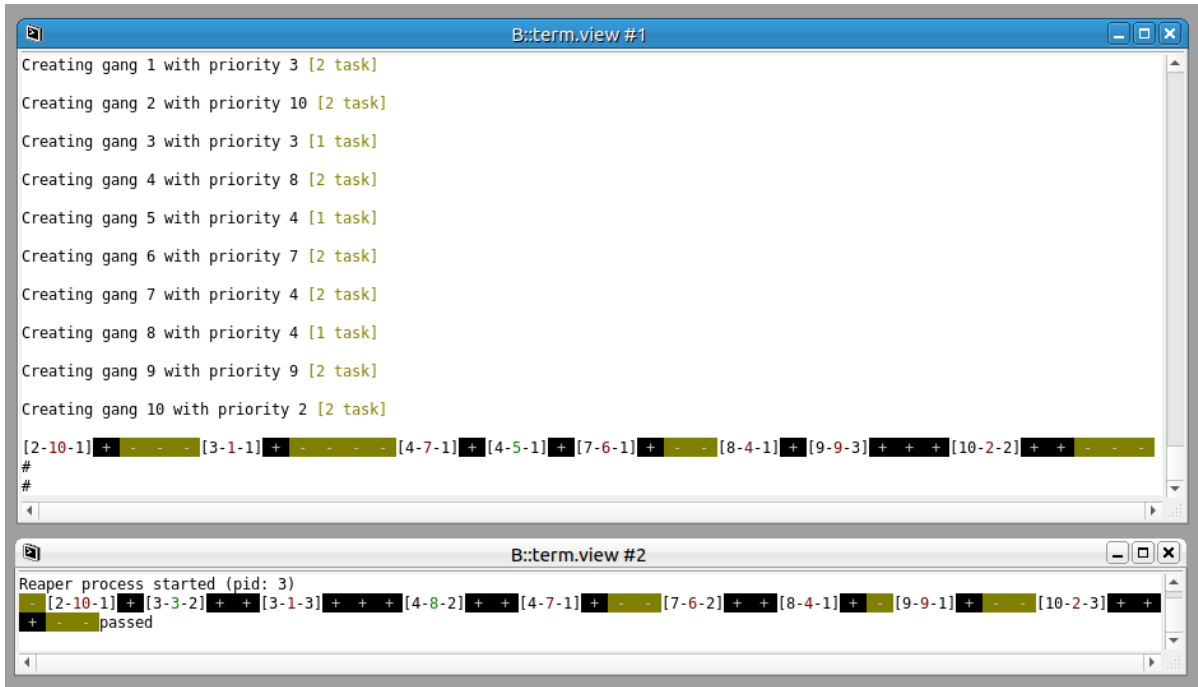 B::term.view #1
Creating gang 1 with priority 3 [2 task]
Creating gang 2 with priority 10 [2 task]
Creating gang 3 with priority 3 [1 task]
Creating gang 4 with priority 8 [2 task]
Creating gang 5 with priority 4 [1 task]
Creating gang 6 with priority 7 [2 task]
Creating gang 7 with priority 4 [2 task]
Creating gang 8 with priority 4 [1 task]
Creating gang 9 with priority 9 [2 task]
Creating gang 10 with priority 2 [2 task]
[2-10-1] + - - - [3-1-1] + - - - - [4-7-1] + [4-5-1] + [7-6-1] + - - [8-4-1] + [9-9-3] + + + [10-2-2] + + - - -
#
#
B::term.view #2
Reaper process started (pid: 3)
- [2-10-1] + [3-3-2] + + [3-1-3] + + + [4-8-2] + + [4-7-1] + - - [7-6-2] + + [8-4-1] + - [9-9-1] + - - [10-2-3] + +
+ - - passed